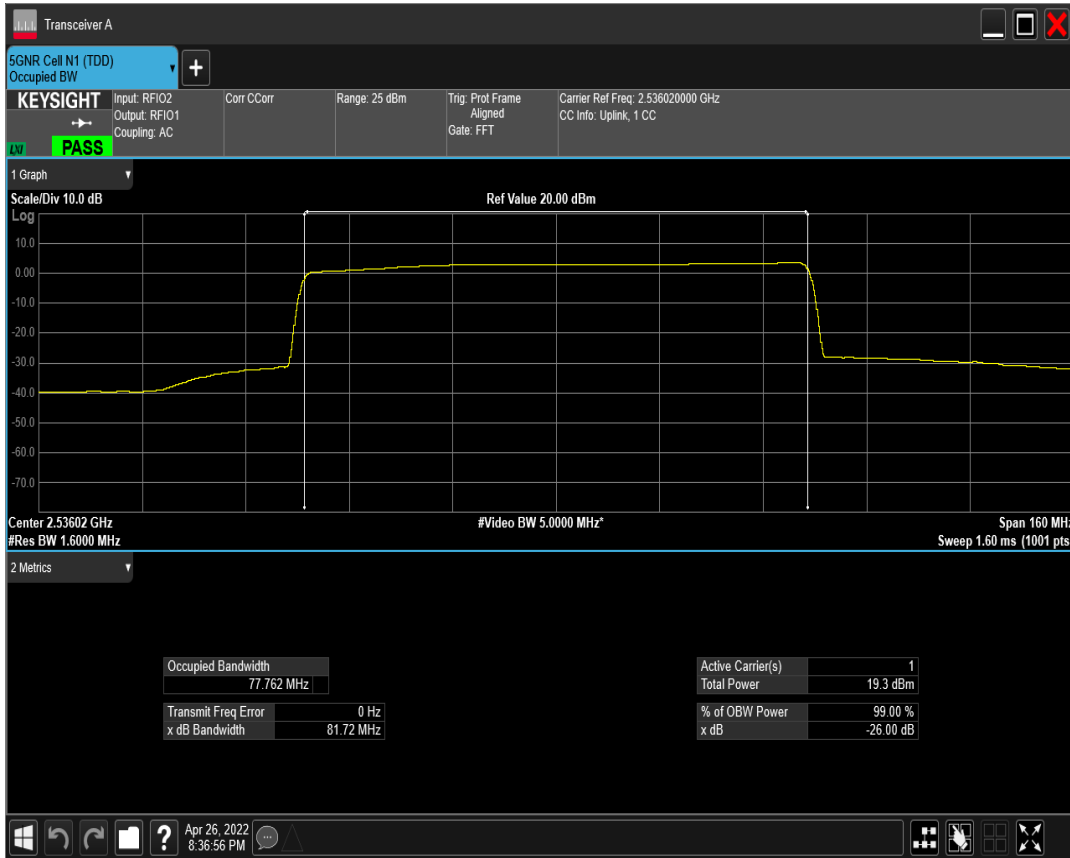 Transceiver A
5GNR Cell N1 (TDD)
Occupied BW
+
KEYSIGHT
LXI
PASS
Input: RFIO2
Output: RFIO1
Coupling: AC
Corr CCorr
Range: 25 dBm
Trig: Prot Frame
Aligned
Gate: FFT
Carrier Ref Freq: 2.536020000 GHz
CC Info: Uplink, 1 CC
1 Graph
Scale/Div 10.0 dB
Ref Value 20.00 dBm
Log
10.0
0.00
-10.0
-20.0
-30.0
-40.0
-50.0
-60.0
-70.0
Center 2.53602 GHz
#Video BW 5.0000 MHz*
Span 160 MHz
#Res BW 1.6000 MHz
Sweep 1.60 ms (1001 pts
2 Metrics
Occupied Bandwidth
77.762 MHz
Transmit Freq Error 0 Hz
x dB Bandwidth 81.72 MHz
Active Carrier(s) 1
Total Power 19.3 dBm
% of OBW Power 99.00 %
x dB -26.00 dB
?
Apr 26, 2022
8:36:56 PM